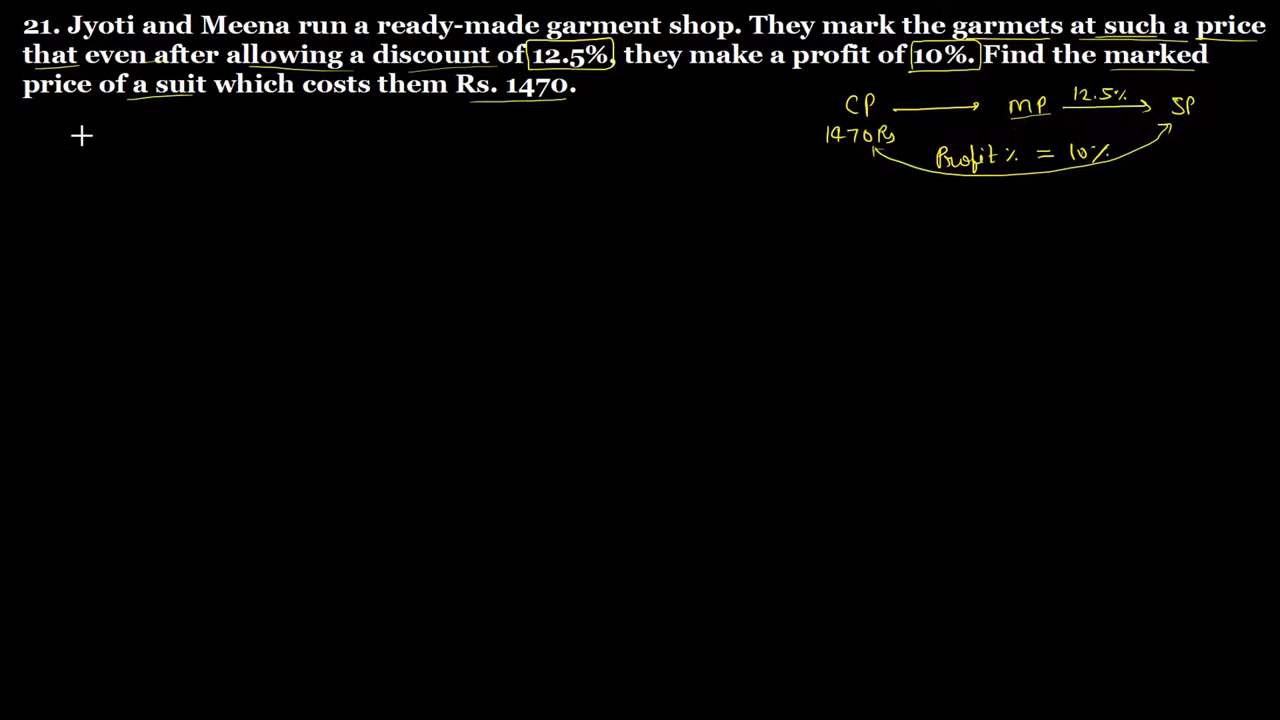 21. Jyoti and Meena run a ready-made garment shop. They mark the garmets at such a price
that even after allowing a discount of 12.5%, they make a profit of 10%. Find the marked
price of a suit which costs them Rs. 1470.
CP MP 12.5% SP
1470Rs
Profit % = 10%